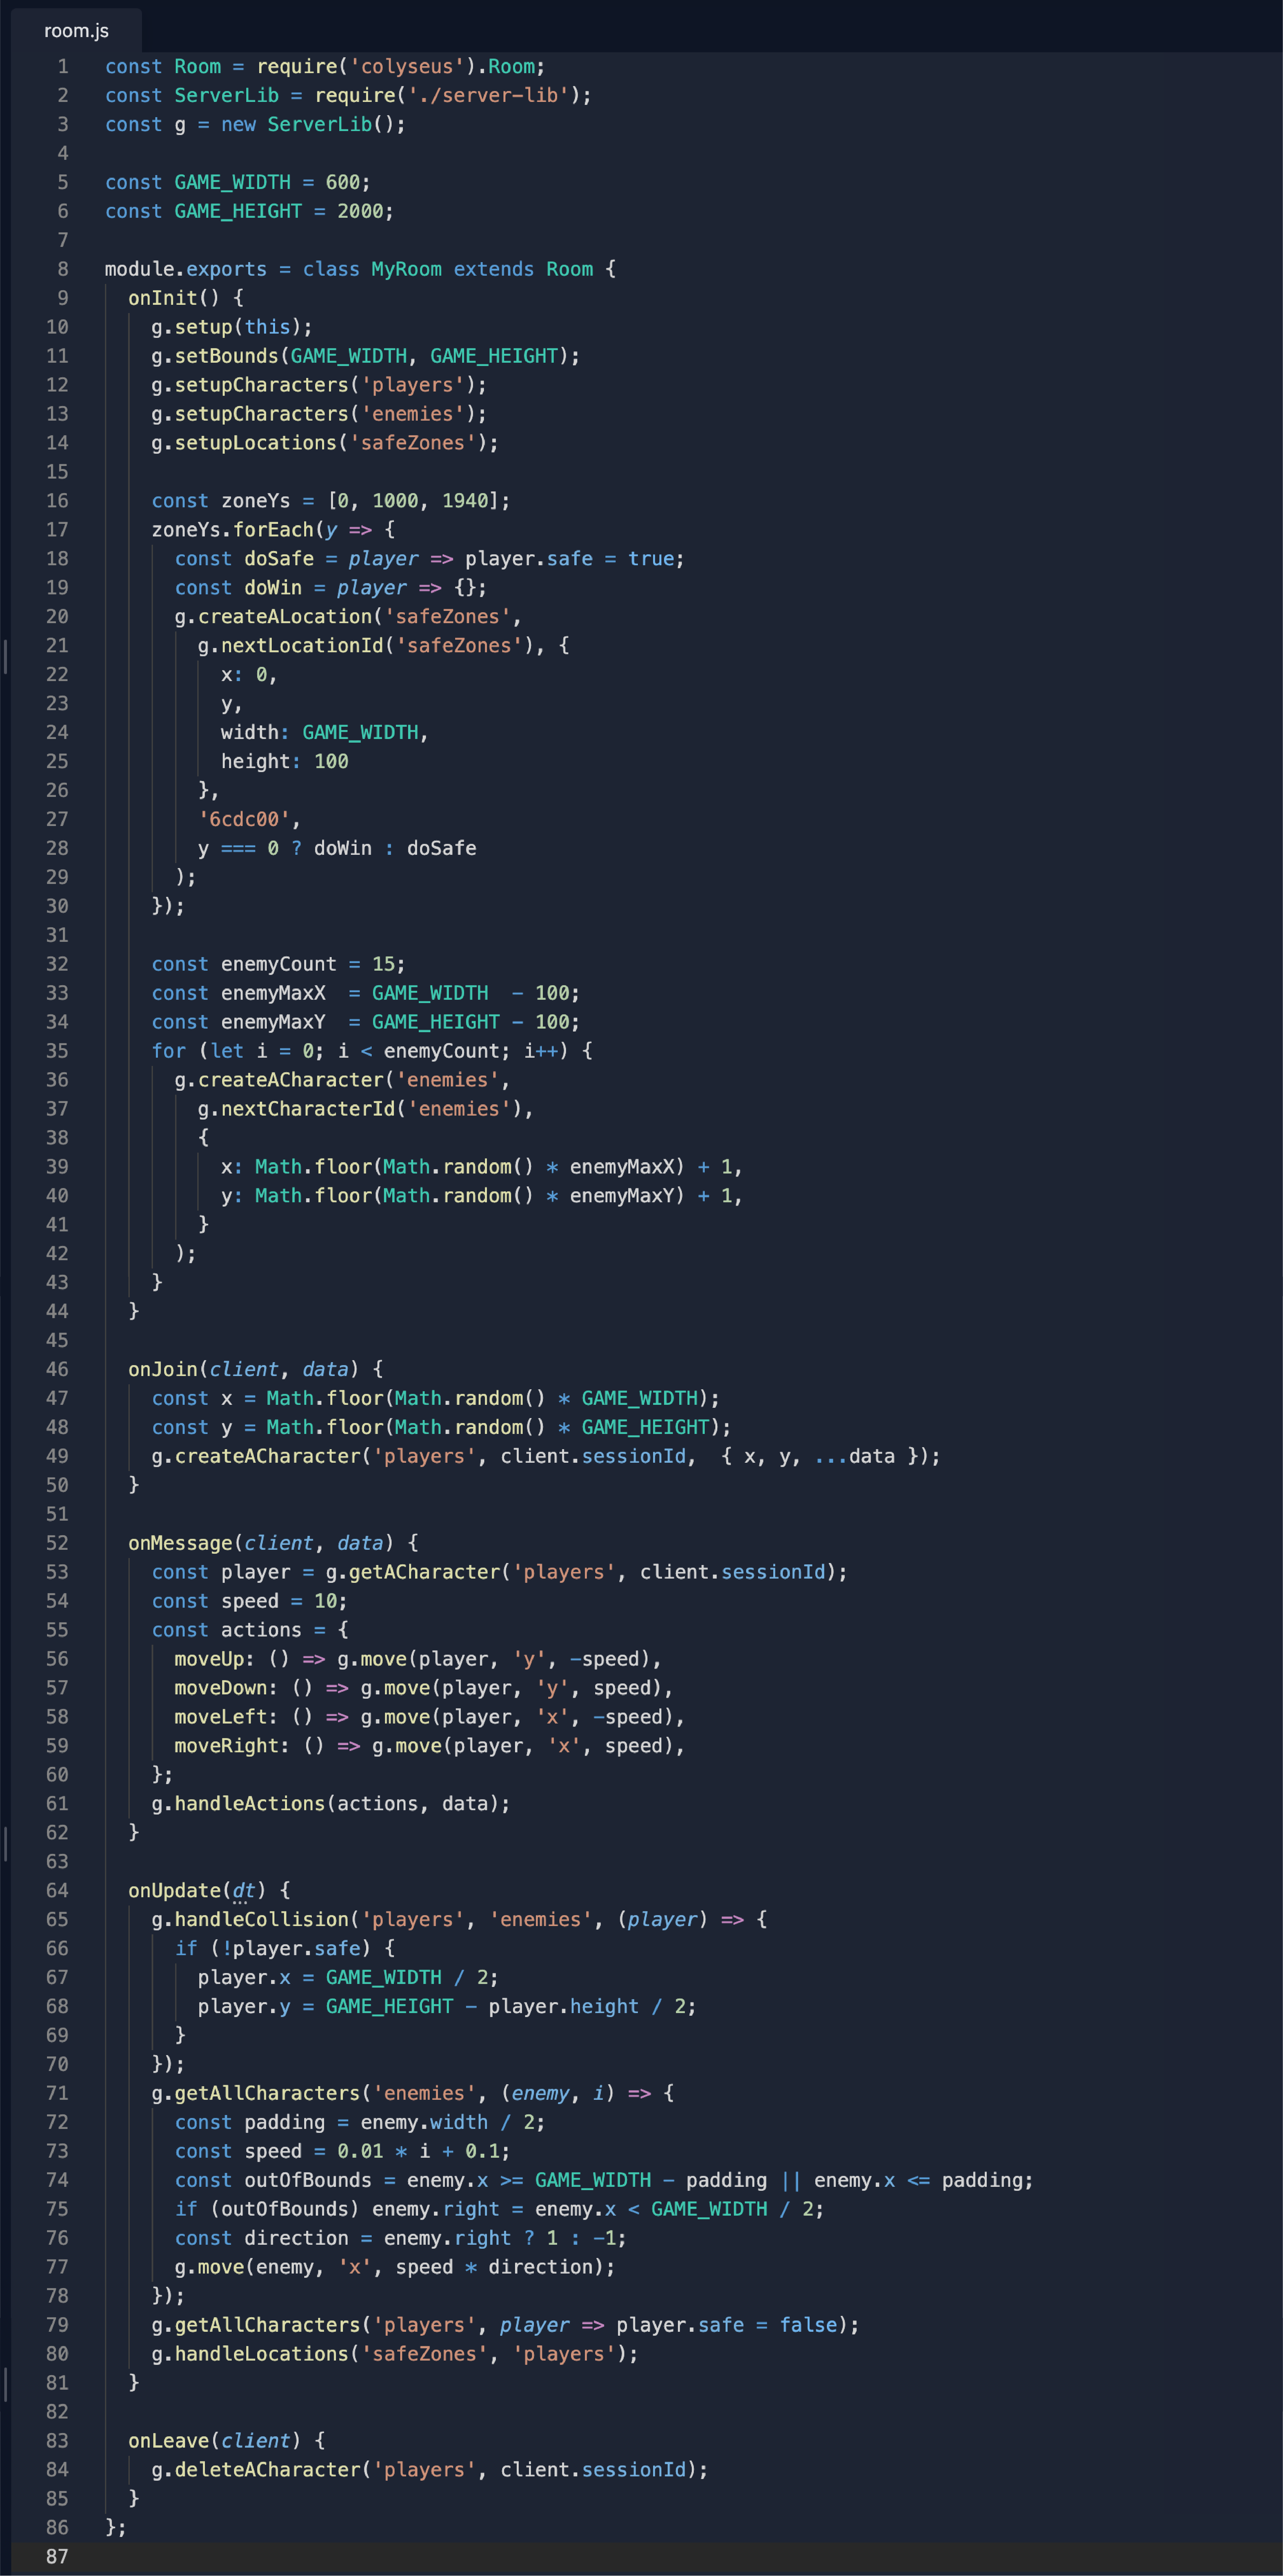 room.js
1 const Room = require('colyseus').Room;
2 const ServerLib = require('./server-lib');
3 const g = new ServerLib();
4
5 const GAME_WIDTH = 600;
6 const GAME_HEIGHT = 2000;
7
8 module.exports = class MyRoom extends Room {
9   onInit() {
10     g.setup(this);
11     g.setBounds(GAME_WIDTH, GAME_HEIGHT);
12     g.setupCharacters('players');
13     g.setupCharacters('enemies');
14     g.setupLocations('safeZones');
15
16     const zoneYs = [0, 1000, 1940];
17     zoneYs.forEach(y => {
18       const doSafe = player => player.safe = true;
19       const doWin = player => {};
20       g.createALocation('safeZones',
21         g.nextLocationId('safeZones'), {
22           x: 0,
23           y,
24           width: GAME_WIDTH,
25           height: 100
26         },
27         '6cdc00',
28         y === 0 ? doWin : doSafe
29       );
30     });
31
32     const enemyCount = 15;
33     const enemyMaxX  = GAME_WIDTH  - 100;
34     const enemyMaxY  = GAME_HEIGHT - 100;
35     for (let i = 0; i < enemyCount; i++) {
36       g.createACharacter('enemies',
37         g.nextCharacterId('enemies'),
38         {
39           x: Math.floor(Math.random() * enemyMaxX) + 1,
40           y: Math.floor(Math.random() * enemyMaxY) + 1,
41         }
42       );
43     }
44   }
45
46   onJoin(client, data) {
47     const x = Math.floor(Math.random() * GAME_WIDTH);
48     const y = Math.floor(Math.random() * GAME_HEIGHT);
49     g.createACharacter('players', client.sessionId,  { x, y, ...data });
50   }
51
52   onMessage(client, data) {
53     const player = g.getACharacter('players', client.sessionId);
54     const speed = 10;
55     const actions = {
56       moveUp: () => g.move(player, 'y', -speed),
57       moveDown: () => g.move(player, 'y', speed),
58       moveLeft: () => g.move(player, 'x', -speed),
59       moveRight: () => g.move(player, 'x', speed),
60     };
61     g.handleActions(actions, data);
62   }
63
64   onUpdate(dt) {
65     g.handleCollision('players', 'enemies', (player) => {
66       if (!player.safe) {
67         player.x = GAME_WIDTH / 2;
68         player.y = GAME_HEIGHT - player.height / 2;
69       }
70     });
71     g.getAllCharacters('enemies', (enemy, i) => {
72       const padding = enemy.width / 2;
73       const speed = 0.01 * i + 0.1;
74       const outOfBounds = enemy.x >= GAME_WIDTH - padding || enemy.x <= padding;
75       if (outOfBounds) enemy.right = enemy.x < GAME_WIDTH / 2;
76       const direction = enemy.right ? 1 : -1;
77       g.move(enemy, 'x', speed * direction);
78     });
79     g.getAllCharacters('players', player => player.safe = false);
80     g.handleLocations('safeZones', 'players');
81   }
82
83   onLeave(client) {
84     g.deleteACharacter('players', client.sessionId);
85   }
86 };
87